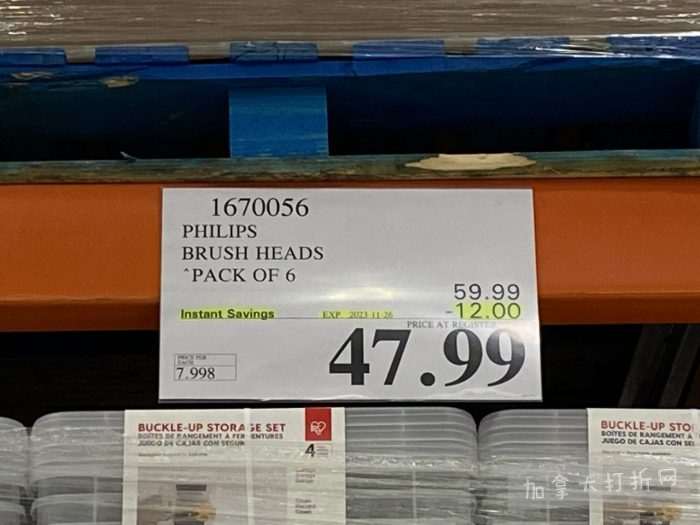 1670056
PHILIPS
BRUSH HEADS
^PACK OF 6
59.99
Instant Savings EXP. 2023-11-26 -12.00
PRICE AT REGISTER
47.99
PRICE PER
EACH
7.998
BUCKLE-UP STORAGE SET
BOÎTES DE RANGEMENT À FERMENTURES
JUEGO DE CAJAS CON SEGUR
4
BUCKLE-UP STO
BOÎTES DE RANGEMENT À
JUEGO DE CAJAS CON SE
加拿大打折网